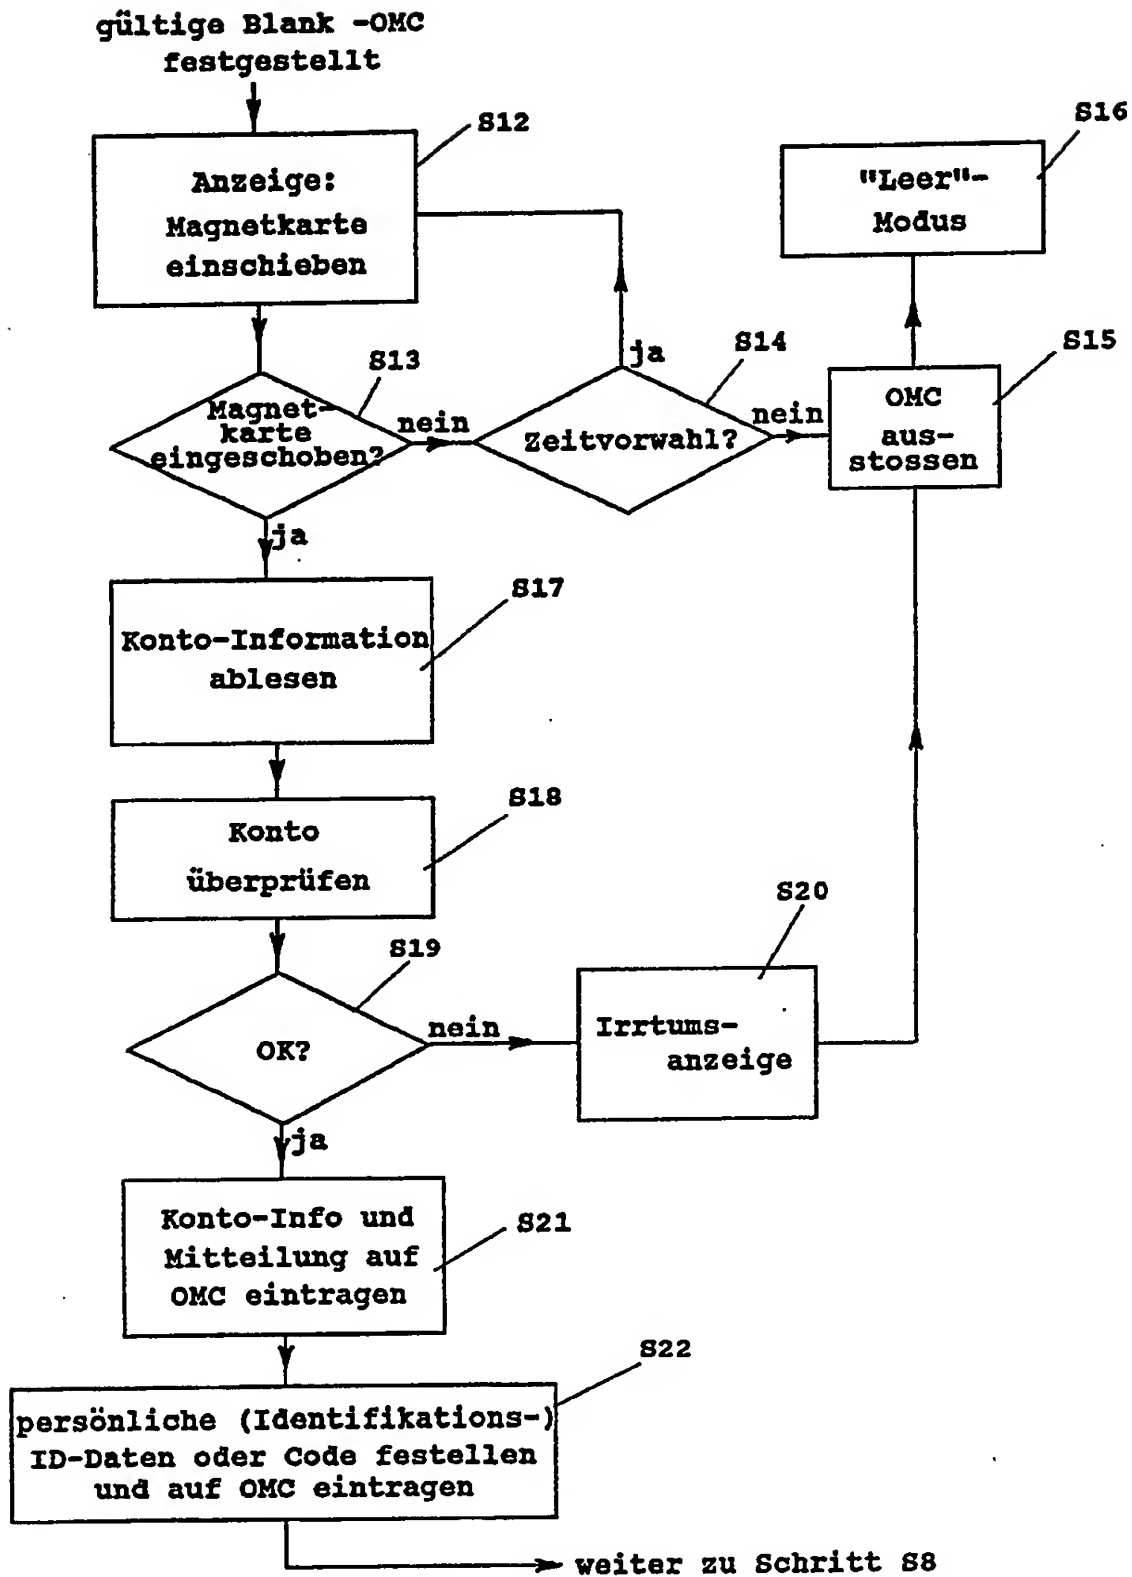 gültige Blank -OMC
festgestellt
S12
Anzeige:
Magnetkarte
einschieben
S16
"Leer"-
Modus
S13
Magnet-
karte
eingeschoben?
nein
ja
S14
Zeitvorwahl?
ja
nein
S15
OMC
aus-
stossen
S17
Konto-Information
ablesen
S18
Konto
überprüfen
S19
OK?
nein
ja
S20
Irrtums-
anzeige
S21
Konto-Info und
Mitteilung auf
OMC eintragen
S22
persönliche (Identifikations-)
ID-Daten oder Code festellen
und auf OMC eintragen
weiter zu Schritt S8